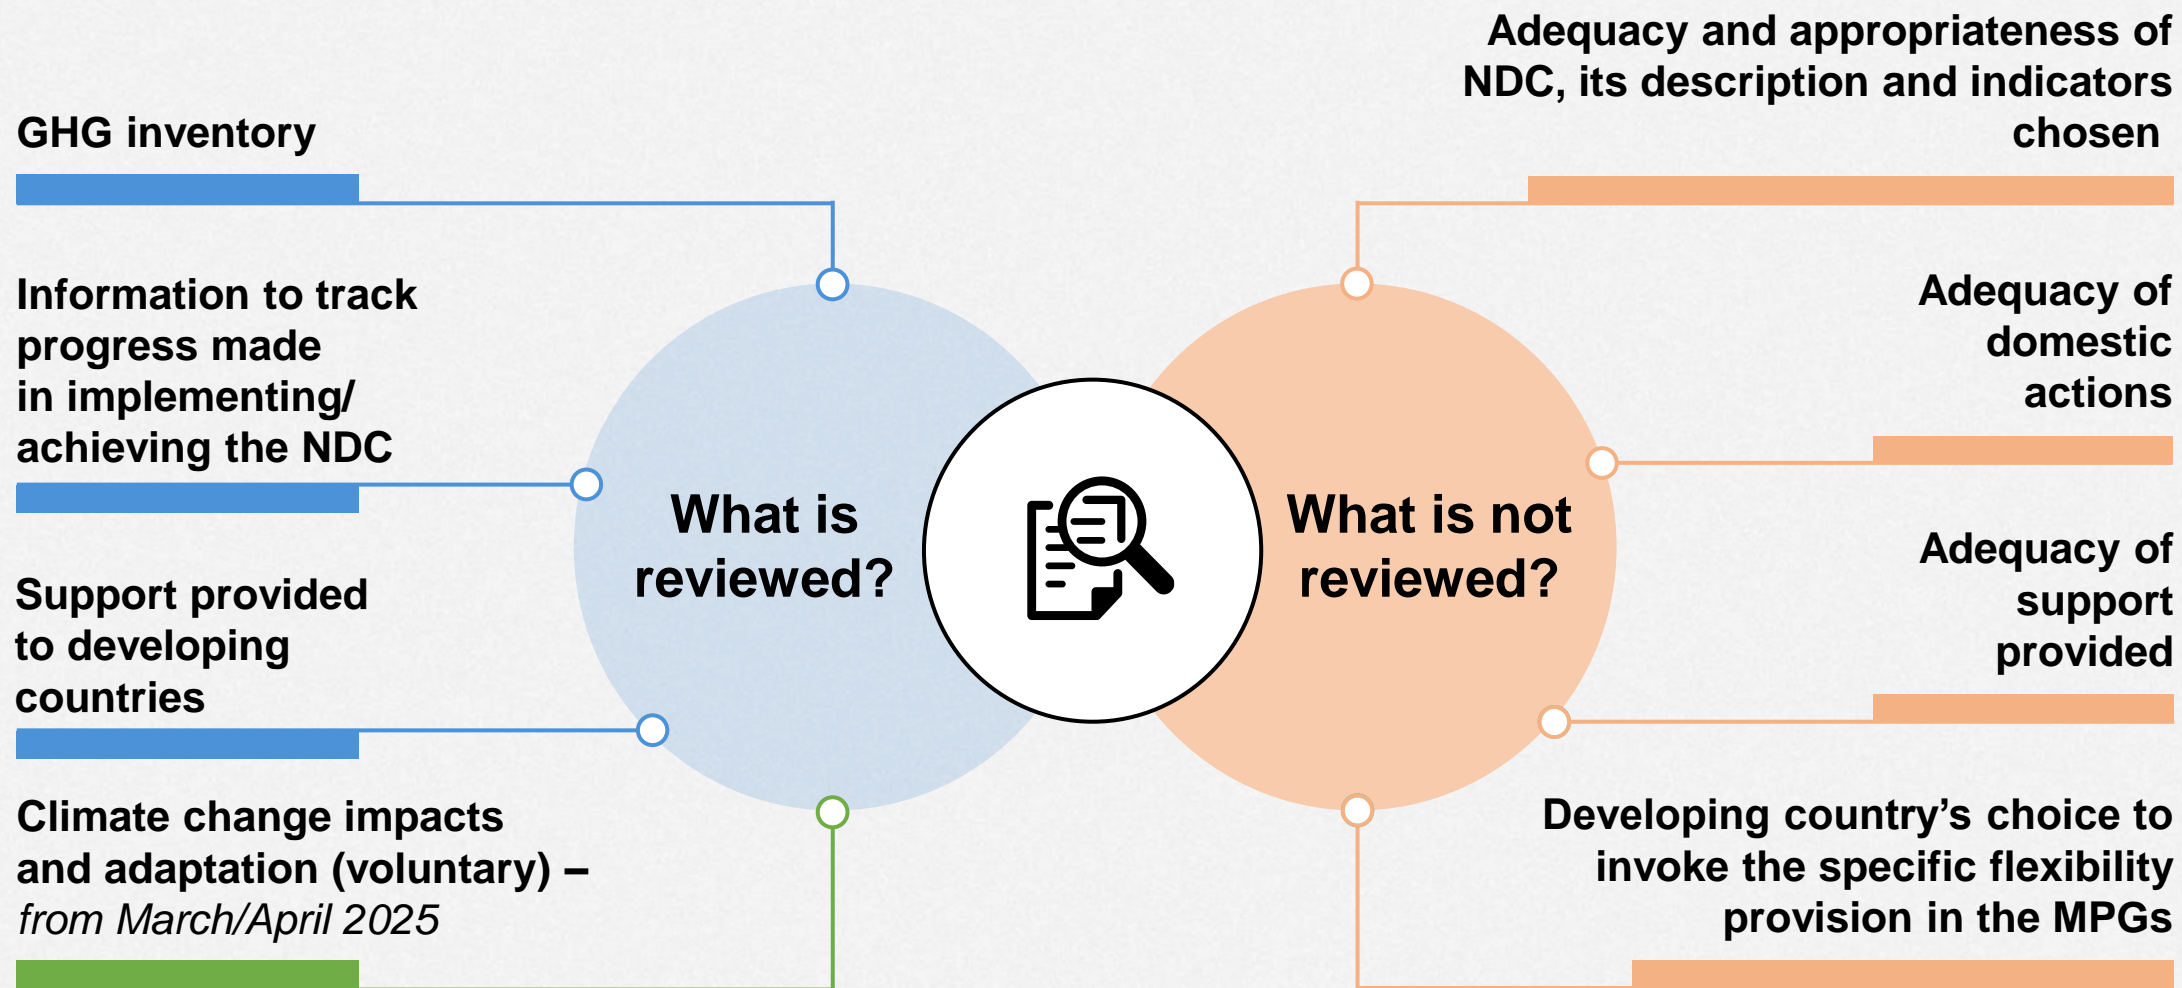 GHG inventory
Information to track
progress made
in implementing/
achieving the NDC
Support provided
to developing
countries
Climate change impacts
and adaptation (voluntary) –
from March/April 2025
What is
reviewed?
What is not
reviewed?
Adequacy and appropriateness of
NDC, its description and indicators
chosen
Adequacy of
domestic
actions
Adequacy of
support
provided
Developing country’s choice to
invoke the specific flexibility
provision in the MPGs